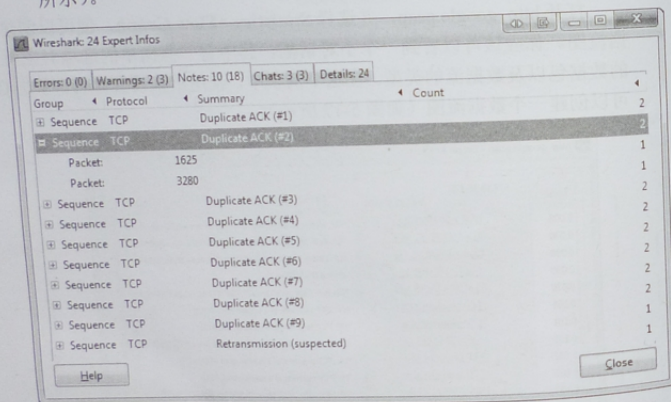 所示)。
Wireshark: 24 Expert Infos
Errors: 0 (0) Warnings: 2 (3) Notes: 10 (18) Chats: 3 (3) Details: 24
Group Protocol Summary Count
Sequence TCP Duplicate ACK (#1) 2
Sequence TCP Duplicate ACK (#2) 2
Packet: 1625 1
Packet: 3280 1
Sequence TCP Duplicate ACK (#3) 2
Sequence TCP Duplicate ACK (#4) 2
Sequence TCP Duplicate ACK (#5) 2
Sequence TCP Duplicate ACK (#6) 2
Sequence TCP Duplicate ACK (#7) 2
Sequence TCP Duplicate ACK (#8) 2
Sequence TCP Duplicate ACK (#9) 1
Sequence TCP Retransmission (suspected) 1
Help Close